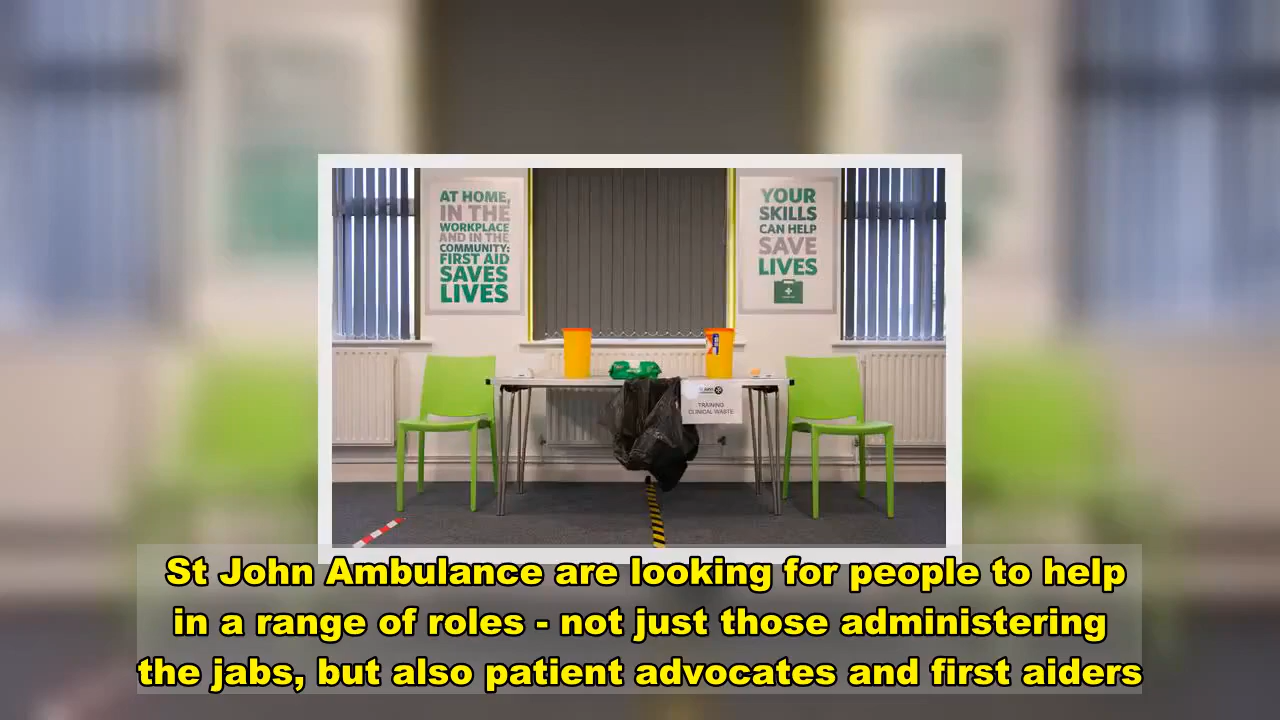 AT HOME,
IN THE
WORKPLACE
AND IN THE
COMMUNITY:
FIRST AID
SAVES
LIVES
YOUR
SKILLS
CAN HELP
SAVE
LIVES
TRAINING
CLINICAL WASTE
St John Ambulance are looking for people to help
in a range of roles - not just those administering
the jabs, but also patient advocates and first aiders